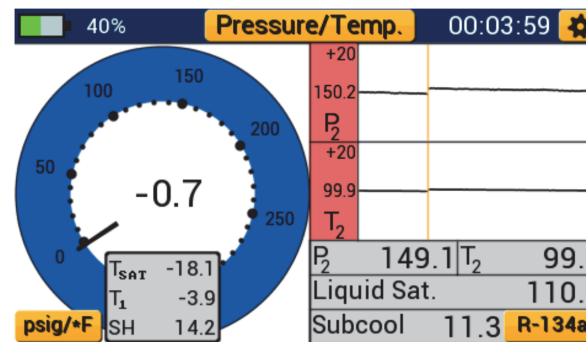 40% Pressure/Temp. 00:03:59
+20
150.2
P2
+20
99.9
T2
0 50 100 150 200 250
-0.7
TSAT -18.1
T1 -3.9
SH 14.2
psig/*F
P2 149.1 T2 99.
Liquid Sat. 110.
Subcool 11.3 R-134a